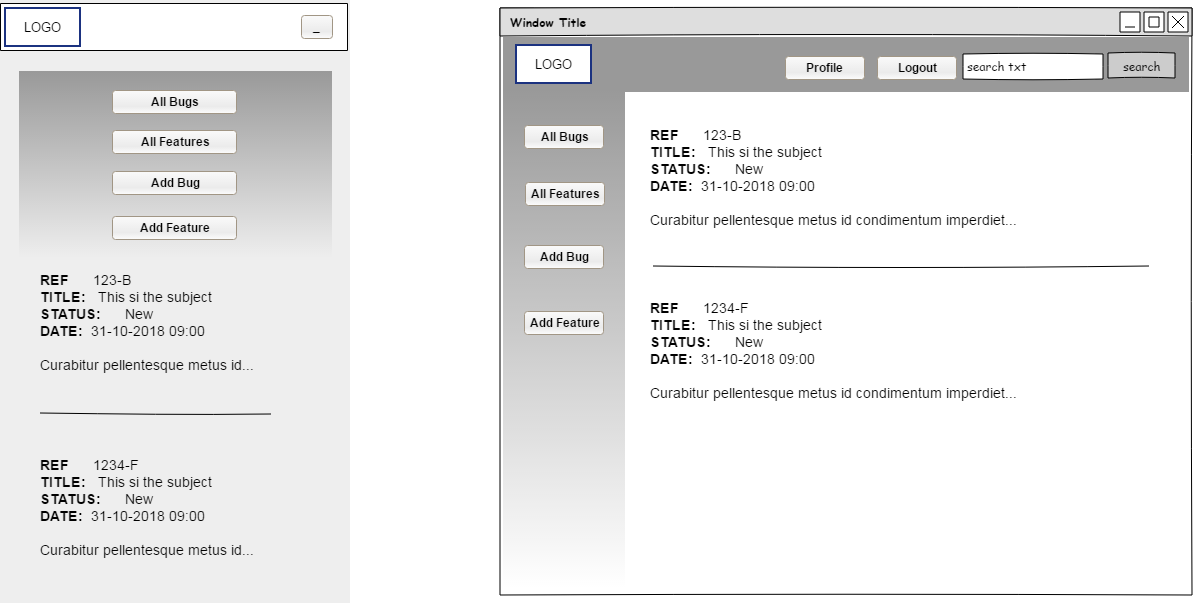 LOGO
_
All Bugs
All Features
Add Bug
Add Feature
REF 123-B
TITLE: This si the subject
STATUS: New
DATE: 31-10-2018 09:00
Curabitur pellentesque metus id...
REF 1234-F
TITLE: This si the subject
STATUS: New
DATE: 31-10-2018 09:00
Curabitur pellentesque metus id...
Window Title
LOGO
Profile
Logout
search txt
search
All Bugs
All Features
Add Bug
Add Feature
REF 123-B
TITLE: This si the subject
STATUS: New
DATE: 31-10-2018 09:00
Curabitur pellentesque metus id condimentum imperdiet...
REF 1234-F
TITLE: This si the subject
STATUS: New
DATE: 31-10-2018 09:00
Curabitur pellentesque metus id condimentum imperdiet...